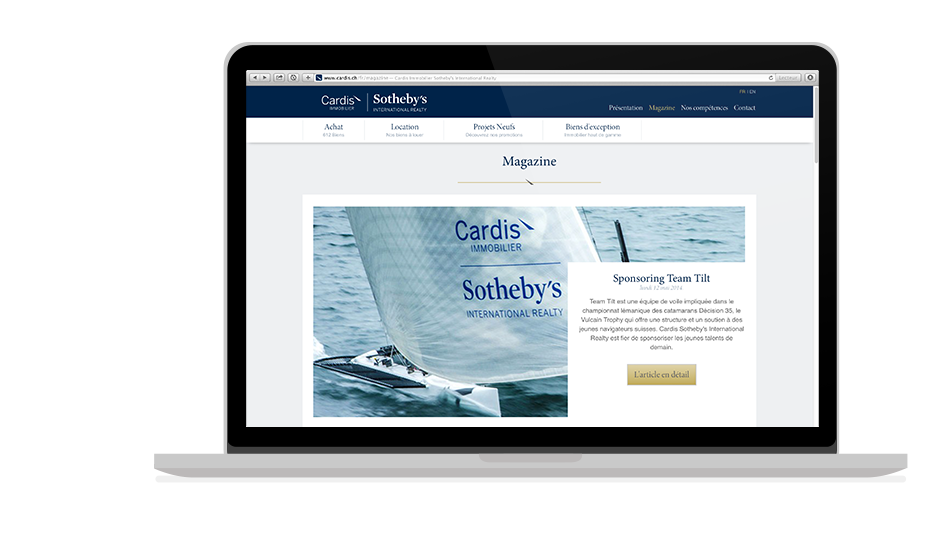 www.cardis.ch/fr/magazine — Cardis Immobilier Sotheby's International Realty
Lecteur
FR / EN
Cardis
IMMOBILIER
Sotheby's
INTERNATIONAL REALTY
Présentation Magazine Nos compétences Contact
Achat Location Projets Neufs Biens d'exception
812 Biens Nos biens à louer Découvrez nos promotions Immobilier haut de gamme
Magazine
Cardis
IMMOBILIER
Sotheby's
INTERNATIONAL REALTY
Sponsoring Team Tilt
lundi 12 mai 2014
Team Tilt est une équipe de voile impliquée dans le
championnat lémanique des catamarans Décision 35, le
Vulcain Trophy qui offre une structure et un soutien à des
jeunes navigateurs suisses. Cardis Sotheby's International
Realty est fier de sponsoriser les jeunes talents de
demain.
L'article en détail